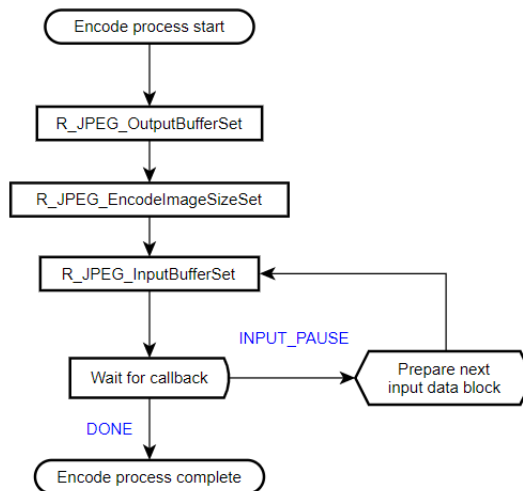 Encode process start
R_JPEG_OutputBufferSet
R_JPEG_EncodeImageSizeSet
R_JPEG_InputBufferSet
INPUT_PAUSE
Wait for callback
Prepare next
input data block
DONE
Encode process complete